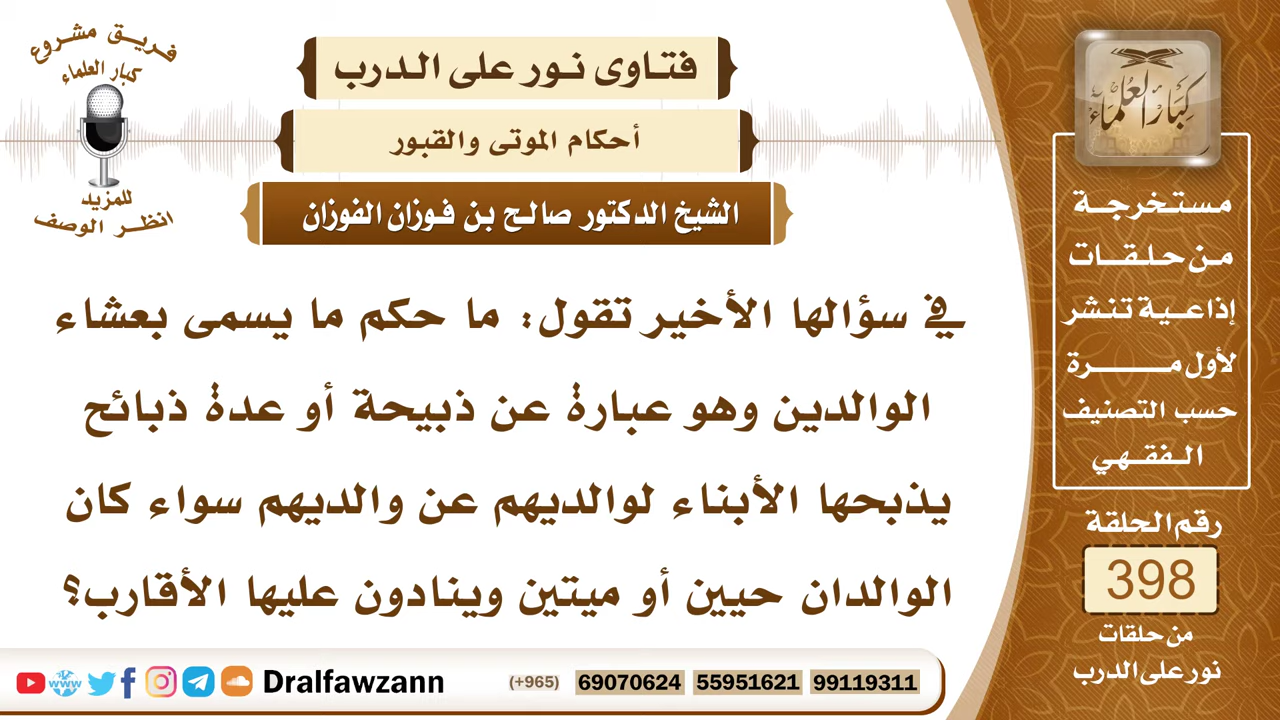 فريق مشروع
كبار العلماء
للمزيد
انظر الوصف
فتاوى نور على الدرب
أحكام الموتى والقبور
الشيخ الدكتور صالح بن فوزان الفوزان
في سؤالها الأخير تقول: ما حكم ما يسمى بعشاء
الوالدين وهو عبارة عن ذبيحة أو عدة ذبائح
يذبحها الأبناء لوالديهم عن والديهم سواء كان
الوالدان حيين أو ميتين وينادون عليها الأقارب؟
كبار العلماء
مستخرجة
من حلقات
إذاعية تنشر
لأول مرة
حسب التصنيف
الفقهي
رقم الحلقة
398
من حلقات
نور على الدرب
www Dralfawzann (+965) 69070624 55951621 99119311